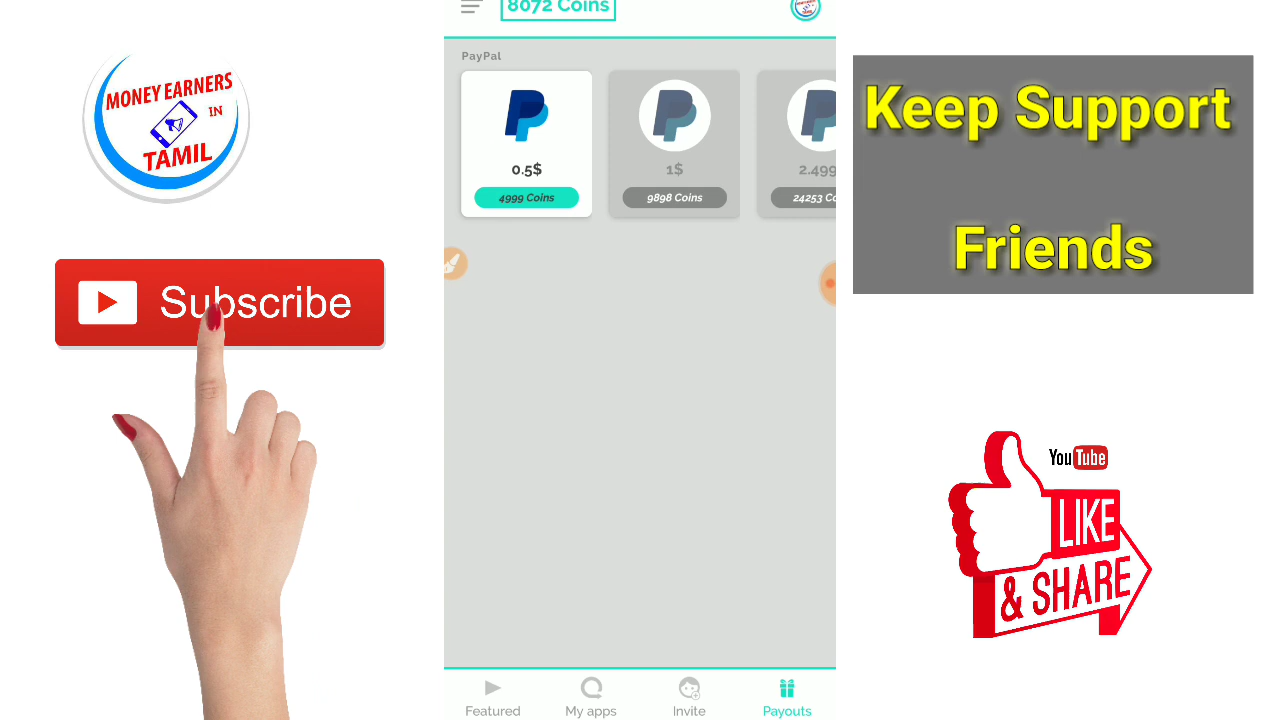 MONEY EARNERS
IN
TAMIL
Subscribe
8072 Coins
PayPal
0.5$
4999 Coins
1$
9898 Coins
2.499
24253 Co
Featured
My apps
Invite
Payouts
Keep Support
Friends
YouTube
LIKE
& SHARE